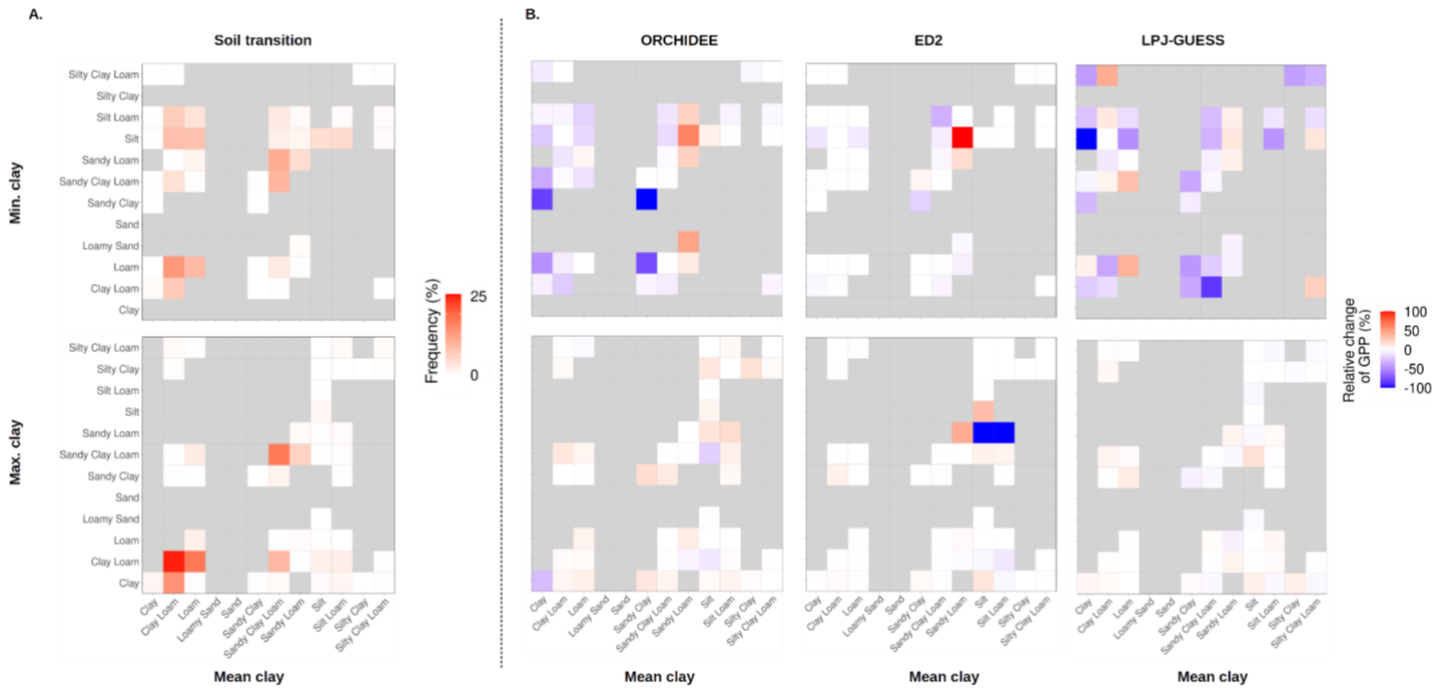 A.
B.
Soil transition
ORCHIDEE
ED2
LPJ-GUESS
Min. clay
Silty Clay Loam
Silty Clay
Silt Loam
Silt
Sandy Loam
Sandy Clay Loam
Sandy Clay
Sand
Loamy Sand
Loam
Clay Loam
Clay
Max. clay
Silty Clay Loam
Silty Clay
Silt Loam
Silt
Sandy Loam
Sandy Clay Loam
Sandy Clay
Sand
Loamy Sand
Loam
Clay Loam
Clay
Frequency (%)
25
0
Relative change
of GPP (%)
100
50
0
-50
-100
Clay
Clay Loam
Loam
Loamy Sand
Sand
Sandy Clay
Sandy Clay Loam
Sandy Loam
Silt
Silt Loam
Silty Clay
Silty Clay Loam
Clay
Clay Loam
Loam
Loamy Sand
Sand
Sandy Clay
Sandy Clay Loam
Sandy Loam
Silt
Silt Loam
Silty Clay
Silty Clay Loam
Clay
Clay Loam
Loam
Loamy Sand
Sand
Sandy Clay
Sandy Clay Loam
Sandy Loam
Silt
Silt Loam
Silty Clay
Silty Clay Loam
Clay
Clay Loam
Loam
Loamy Sand
Sand
Sandy Clay
Sandy Clay Loam
Sandy Loam
Silt
Silt Loam
Silty Clay
Silty Clay Loam
Mean clay
Mean clay
Mean clay
Mean clay